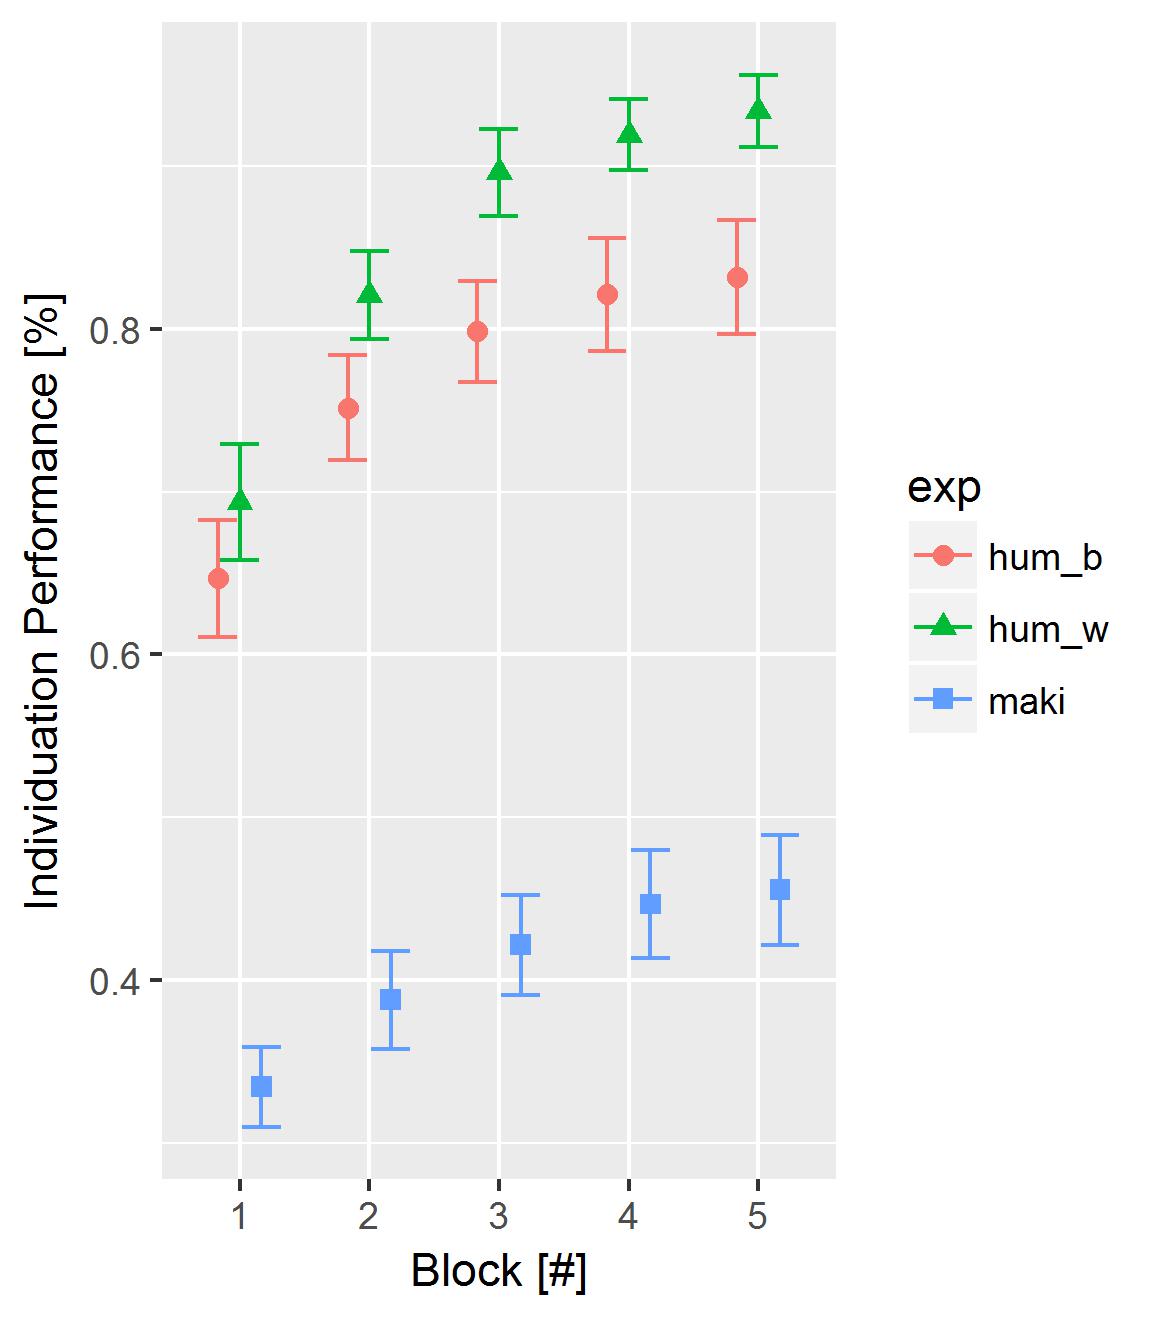 Individuation Performance [%]
0.8
0.6
0.4
1 2 3 4 5
Block [#]
exp
hum_b
hum_w
maki